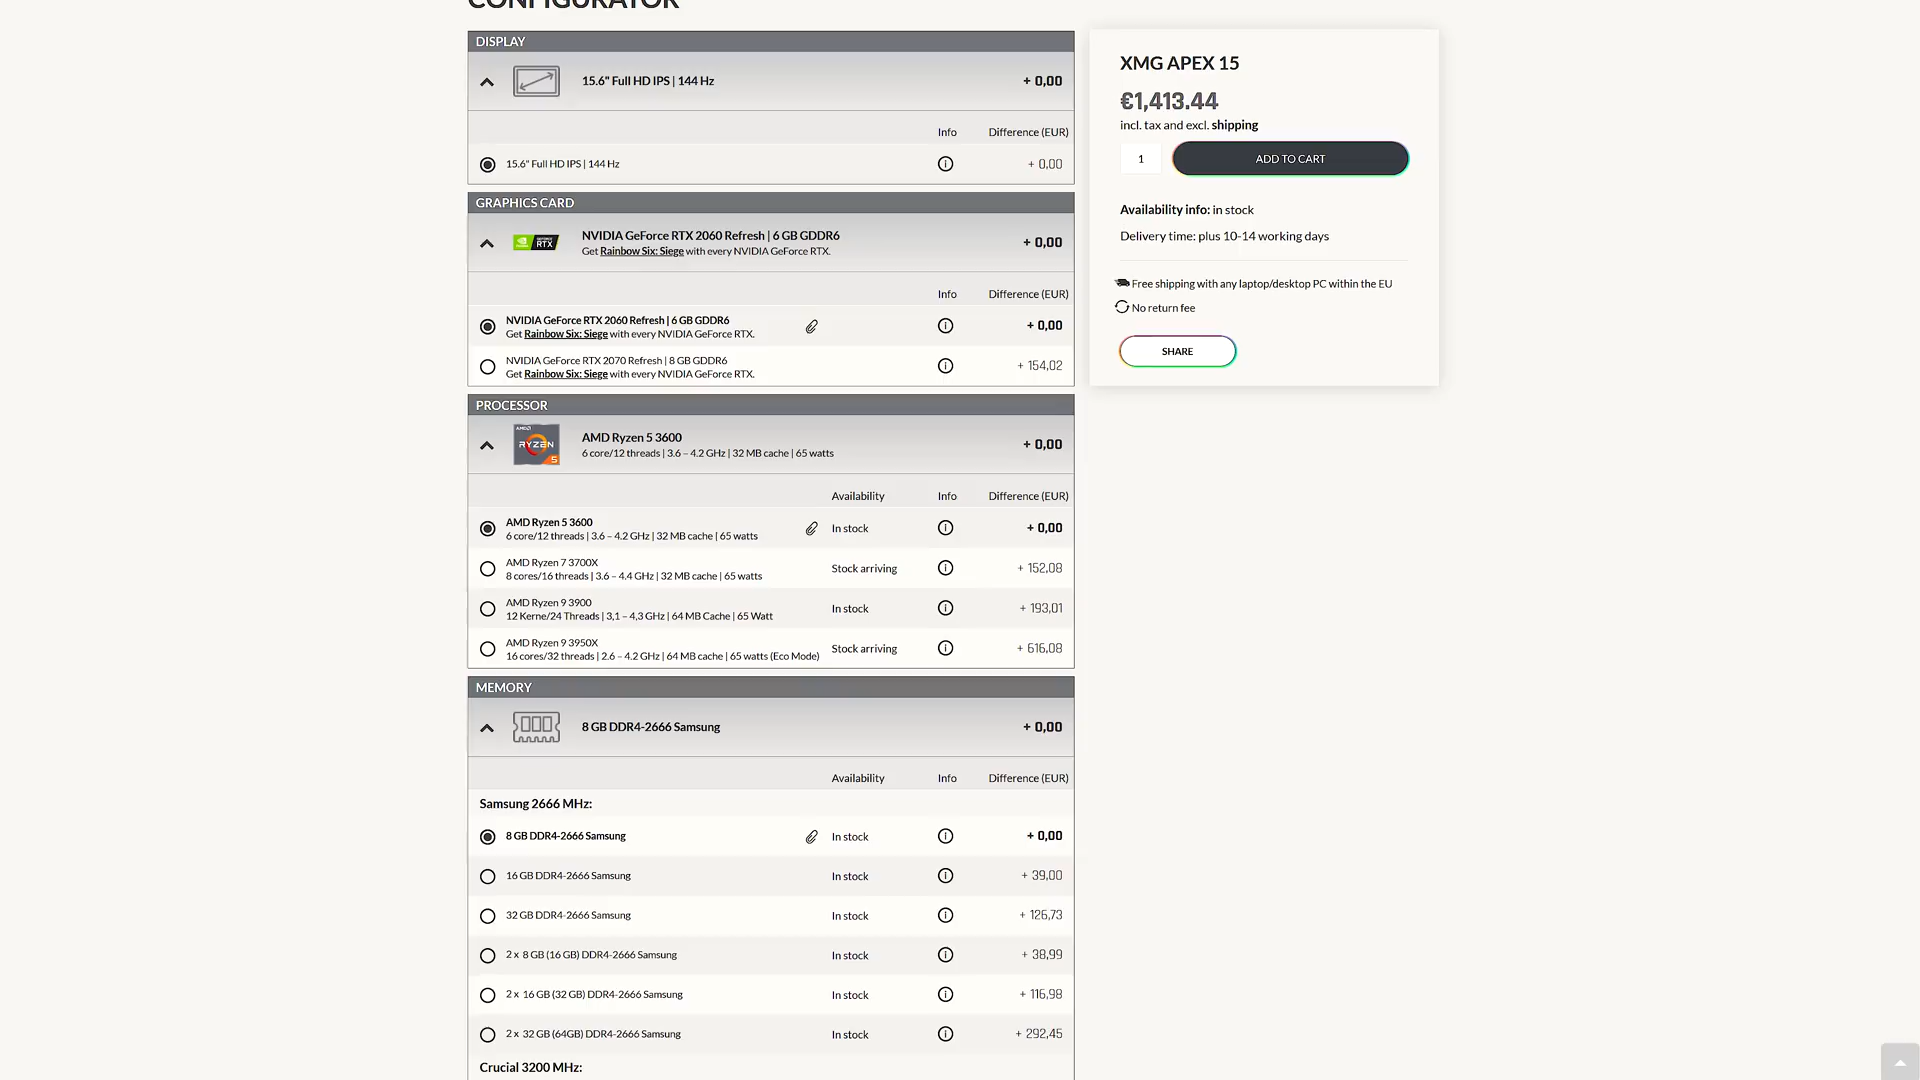 CONFIGURATOR
DISPLAY
15.6" Full HD IPS | 144 Hz
+ 0,00
Info
Difference (EUR)
15.6" Full HD IPS | 144 Hz
+ 0,00
GRAPHICS CARD
GEFORCE
RTX
NVIDIA GeForce RTX 2060 Refresh | 6 GB GDDR6
Get Rainbow Six: Siege with every NVIDIA GeForce RTX.
+ 0,00
Info
Difference (EUR)
NVIDIA GeForce RTX 2060 Refresh | 6 GB GDDR6
Get Rainbow Six: Siege with every NVIDIA GeForce RTX.
+ 0,00
NVIDIA GeForce RTX 2070 Refresh | 8 GB GDDR6
Get Rainbow Six: Siege with every NVIDIA GeForce RTX.
+ 154,02
PROCESSOR
AMD
RYZEN
5
AMD Ryzen 5 3600
6 core/12 threads | 3.6 – 4.2 GHz | 32 MB cache | 65 watts
+ 0,00
Availability
Info
Difference (EUR)
AMD Ryzen 5 3600
6 core/12 threads | 3.6 – 4.2 GHz | 32 MB cache | 65 watts
In stock
+ 0,00
AMD Ryzen 7 3700X
8 cores/16 threads | 3.6 – 4.4 GHz | 32 MB cache | 65 watts
Stock arriving
+ 152,08
AMD Ryzen 9 3900
12 Kerne/24 Threads | 3,1 – 4,3 GHz | 64 MB Cache | 65 Watt
In stock
+ 193,01
AMD Ryzen 9 3950X
16 cores/32 threads | 2.6 – 4.2 GHz | 64 MB cache | 65 watts (Eco Mode)
Stock arriving
+ 616,08
MEMORY
8 GB DDR4-2666 Samsung
+ 0,00
Availability
Info
Difference (EUR)
Samsung 2666 MHz:
8 GB DDR4-2666 Samsung
In stock
+ 0,00
16 GB DDR4-2666 Samsung
In stock
+ 39,00
32 GB DDR4-2666 Samsung
In stock
+ 126,73
2 x 8 GB (16 GB) DDR4-2666 Samsung
In stock
+ 38,99
2 x 16 GB (32 GB) DDR4-2666 Samsung
In stock
+ 116,98
2 x 32 GB (64GB) DDR4-2666 Samsung
In stock
+ 292,45
Crucial 3200 MHz:
XMG APEX 15
€1,413.44
incl. tax and excl. shipping
1
ADD TO CART
Availability info: in stock
Delivery time: plus 10-14 working days
Free shipping with any laptop/desktop PC within the EU
No return fee
SHARE